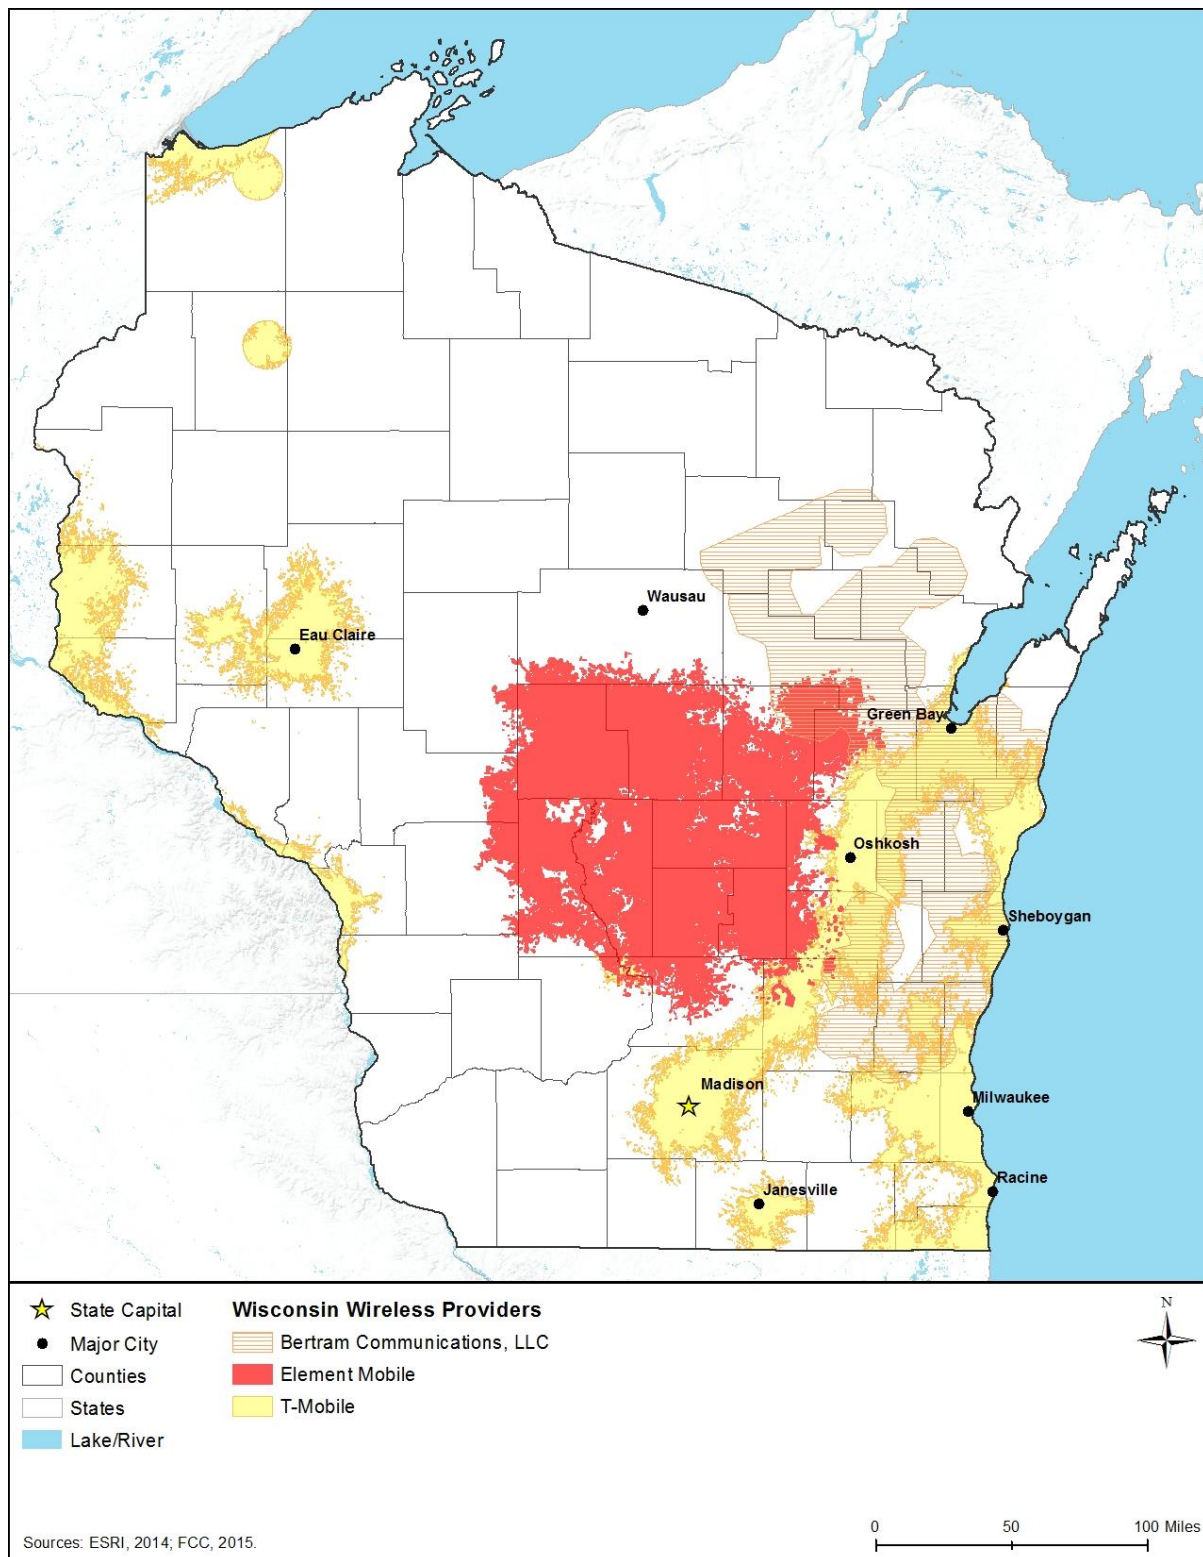 Wausau
Eau Claire
Green Bay
Oshkosh
Sheboygan
Madison
Milwaukee
Janesville
Racine
State Capital
Major City
Counties
States
Lake/River
Wisconsin Wireless Providers
Bertram Communications, LLC
Element Mobile
T-Mobile
N
Sources: ESRI, 2014; FCC, 2015.
0 50 100 Miles